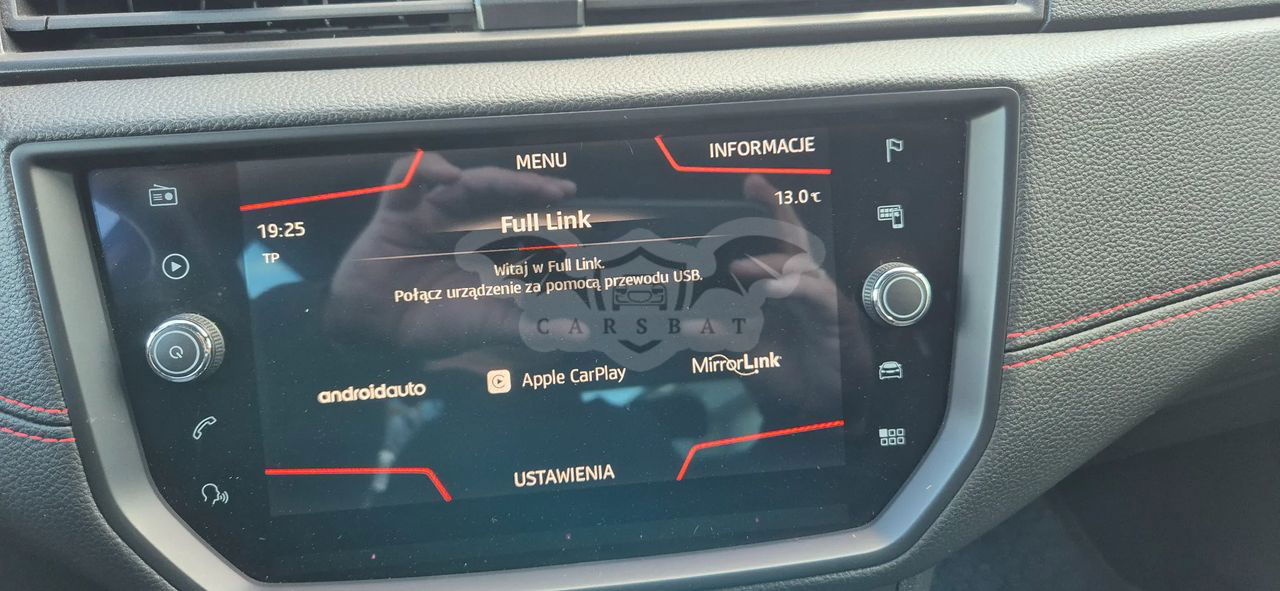 MENU
INFORMACJE
19:25
13.0°C
TP
Full Link
Witaj w Full Link.
Połącz urządzenie za pomocą przewodu USB.
CARSBAT
androidauto
Apple CarPlay
MirrorLink
USTAWIENIA